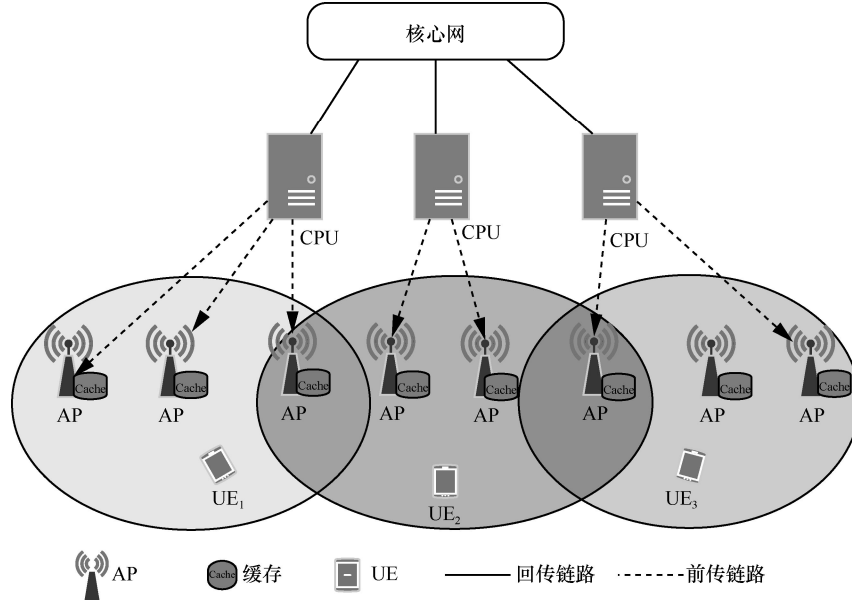 核心网
CPU
CPU
CPU
Cache
Cache
Cache
Cache
Cache
Cache
Cache
Cache
AP
AP
AP
AP
AP
AP
AP
AP
UE1
UE2
UE3
AP
Cache
缓存
UE
回传链路
前传链路